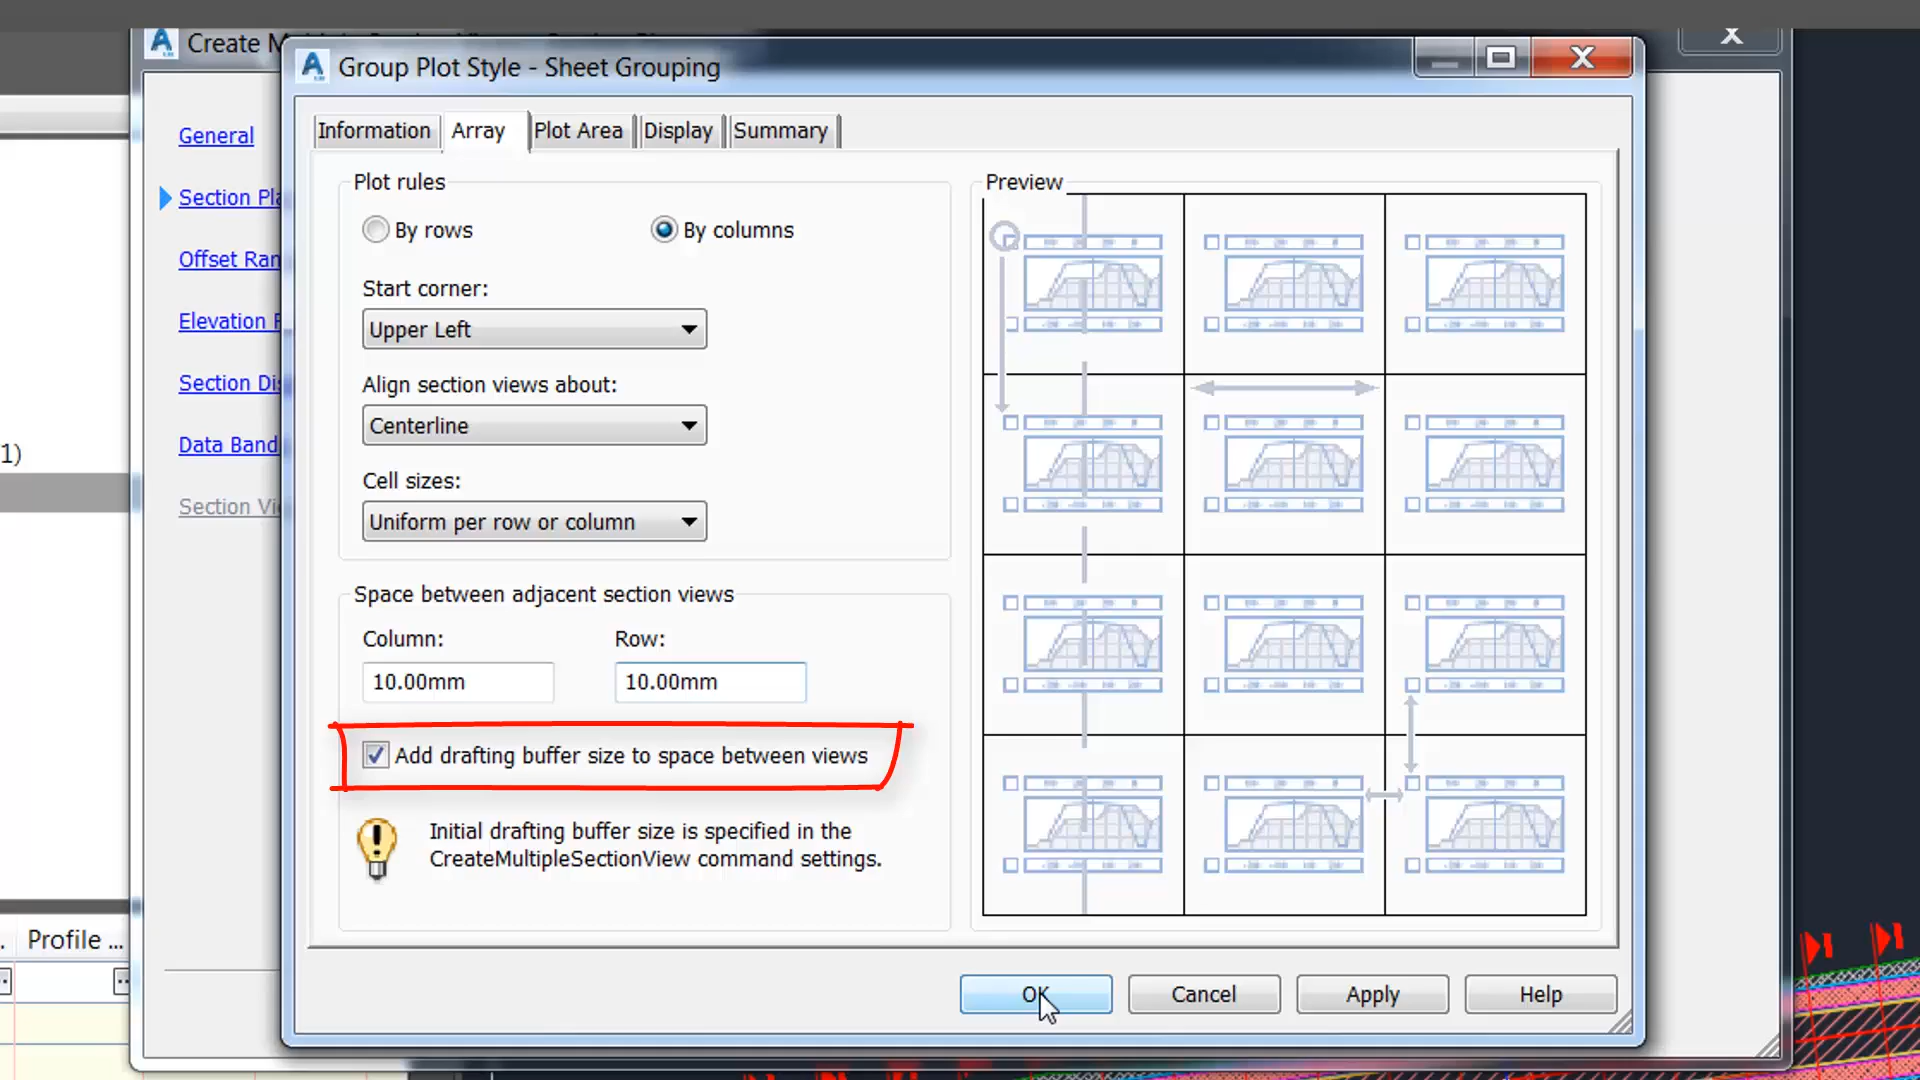 Create M
Group Plot Style - Sheet Grouping
X
X
General
Section Pla
Offset Ran
Elevation
Section Dis
Data Band
Section Vi
1)
Profile ...
Information
Array
Plot Area
Display
Summary
Plot rules
By rows
By columns
Start corner:
Upper Left
Align section views about:
Centerline
Cell sizes:
Uniform per row or column
Space between adjacent section views
Column:
Row:
10.00mm
10.00mm
Add drafting buffer size to space between views
Initial drafting buffer size is specified in the
CreateMultipleSectionView command settings.
Preview
OK
Cancel
Apply
Help